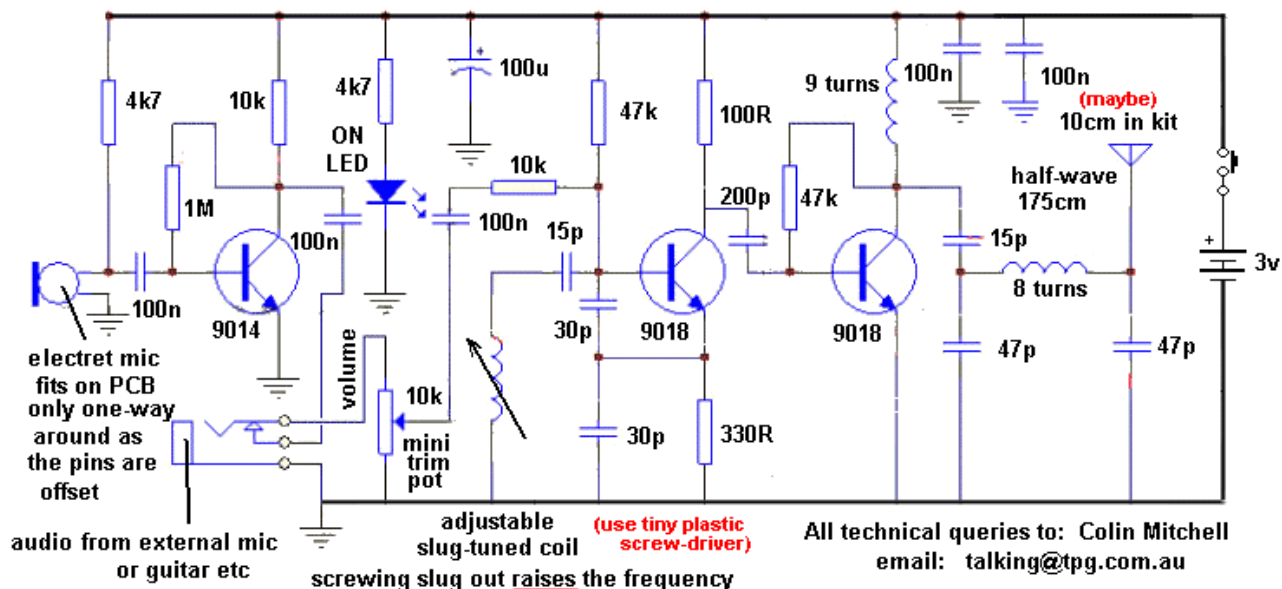 4k7
10k
4k7
ON
LED
100u
47k
100R
9 turns
100n
100n
(maybe)
10cm in kit
half-wave
175cm
1M
100n
10k
100n
15p
200p
47k
15p
8 turns
+
3v
100n
9014
30p
9018
9018
47p
47p
electret mic
fits on PCB
only one-way
around as
the pins are
offset
volume
10k
mini
trim
pot
30p
330R
audio from external mic
or guitar etc
adjustable
slug-tuned coil
(use tiny plastic
screw-driver)
screwing slug out raises the frequency
All technical queries to: Colin Mitchell
email: talking@tpg.com.au